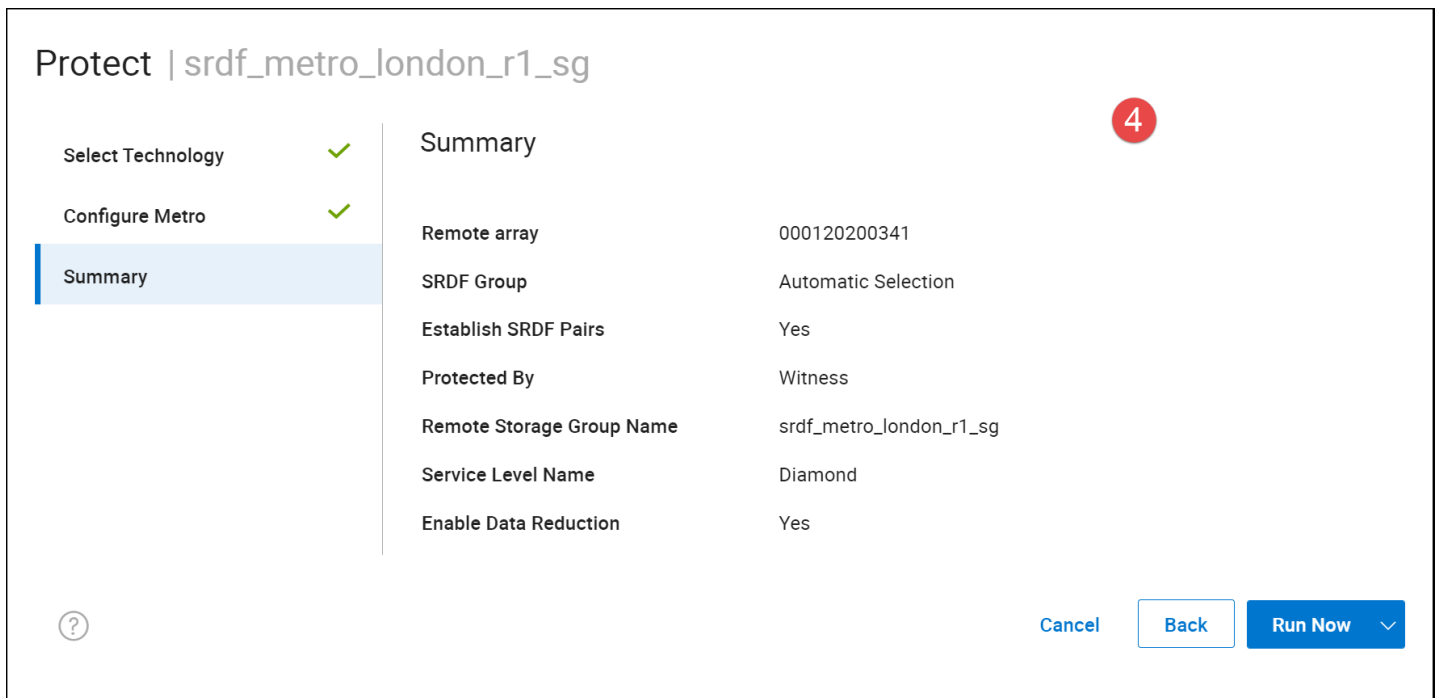 Protect | srdf_metro_london_r1_sg
4
Select Technology
Configure Metro
Summary
Summary
Remote array 000120200341
SRDF Group Automatic Selection
Establish SRDF Pairs Yes
Protected By Witness
Remote Storage Group Name srdf_metro_london_r1_sg
Service Level Name Diamond
Enable Data Reduction Yes
?
Cancel Back Run Now